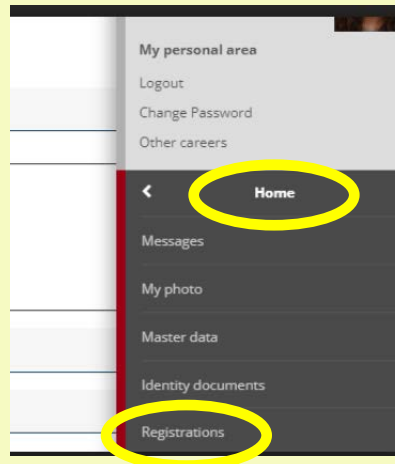 My personal area
Logout
Change Password
Other careers
Home
Messages
My photo
Master data
Identity documents
Registrations